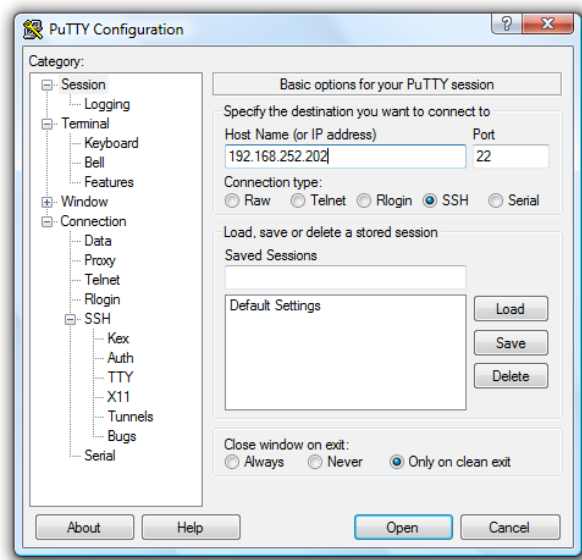 PuTTY Configuration
Category:
Session
Logging
Terminal
Keyboard
Bell
Features
Window
Connection
Data
Proxy
Telnet
Rlogin
SSH
Kex
Auth
TTY
X11
Tunnels
Bugs
Serial
Basic options for your PuTTY session
Specify the destination you want to connect to
Host Name (or IP address) Port
192.168.252.202 22
Connection type:
Raw Telnet Rlogin SSH Serial
Load, save or delete a stored session
Saved Sessions
Default Settings
Load
Save
Delete
Close window on exit:
Always Never Only on clean exit
About Help Open Cancel